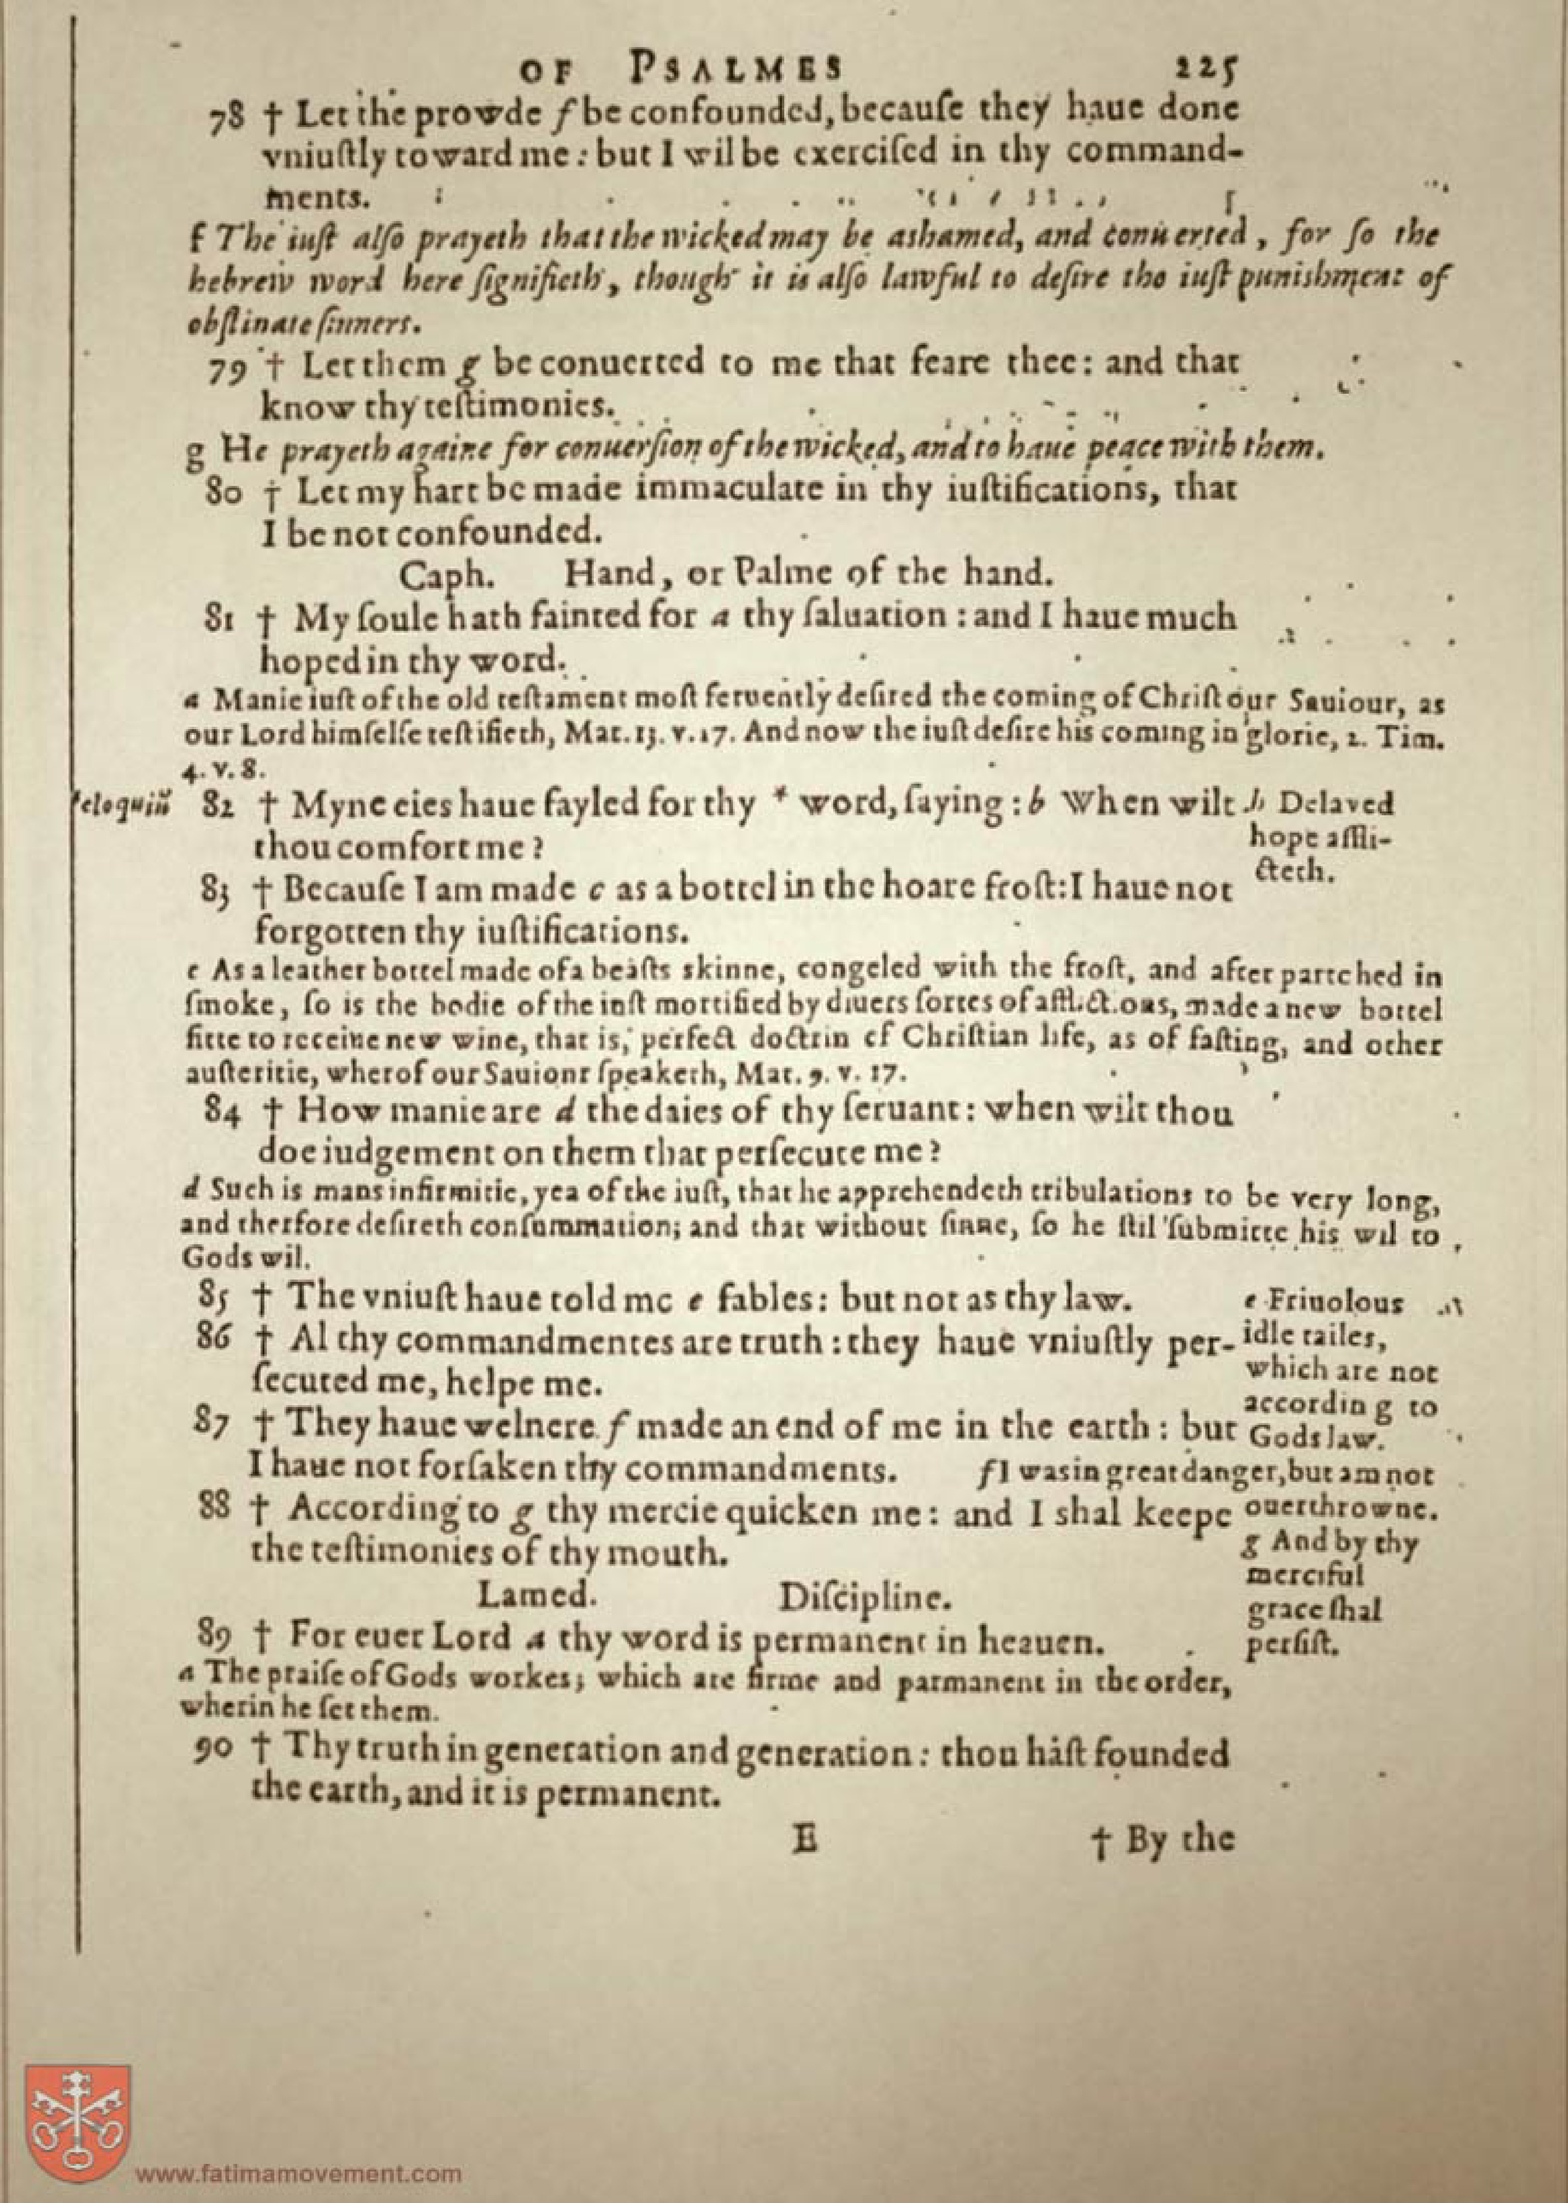 OF PSALMES 225
78 † Let the prowde f be confounded, becauſe they haue done
vniuſtly toward me: but I wil be exerciſed in thy command-
ments.
f The iuſt alſo prayeth that the wicked may be ashamed, and conuerted, for ſo the
hebrew word here ſignifieth, though it is alſo lawful to deſire the iuſt punishment of
obſtinate ſinners.
79 † Let them g be conuerted to me that feare thee: and that
know thy teſtimonies.
g He prayeth againe for conuerſion of the wicked, and to haue peace with them.
80 † Let my hart be made immaculate in thy iuſtifications, that
I be not confounded.
Caph. Hand, or Palme of the hand.
81 † My ſoule hath fainted for a thy ſaluation: and I haue much
hoped in thy word.
a Manie iuſt of the old teſtament moſt feruently deſired the coming of Chriſt our Sauiour, as
our Lord himſelfe teſtifieth, Mat. 13. v. 17. And now the iuſt deſire his coming in glorie, 2. Tim.
4. v. 8.
*eloquiũ 82 † Myne eies haue fayled for thy * word, ſaying: b When wilt
thou comfort me?
b Delayed
hope affli-
cteth.
83 † Becauſe I am made c as a bottel in the hoare froſt: I haue not
forgotten thy iuſtifications.
c As a leather bottel made of a beaſts skinne, congeled with the froſt, and after partched in
ſmoke, ſo is the bodie of the iuſt mortified by diuers ſortes of afflictions, made a new bottel
fitte to receiue new wine, that is, perfect doctrin of Chriſtian life, as of faſting, and other
auſteritie, wherof our Sauionr ſpeaketh, Mat. 9. v. 17.
84 † How manie are d the daies of thy ſeruant: when wilt thou
doe iudgement on them that perſecute me?
d Such is mans infirmitie, yea of the iuſt, that he apprehendeth tribulations to be very long,
and therfore deſireth conſummation; and that without ſinne, ſo he ſtil ſubmitte his wil to
Gods wil.
85 † The vniuſt haue told me e fables: but not as thy law.
86 † Al thy commandmentes are truth: they haue vniuſtly per-
ſecuted me, helpe me.
e Friuolous
idle tailes,
which are not
according to
Gods law.
87 † They haue welnere f made an end of me in the earth: but
I haue not forſaken thy commandments.
f I was in great danger, but am not
ouerthrowne.
88 † According to g thy mercie quicken me: and I shal keepe
the teſtimonies of thy mouth.
g And by thy
merciful
grace ſhal
perſiſt.
Lamed. Diſcipline.
89 † For euer Lord a thy word is permanent in heauen.
a The praiſe of Gods workes; which are firme and parmanent in the order,
wherin he ſet them.
90 † Thy truth in generation and generation: thou haſt founded
the earth, and it is permanent.
E † By the
www.fatimamovement.com